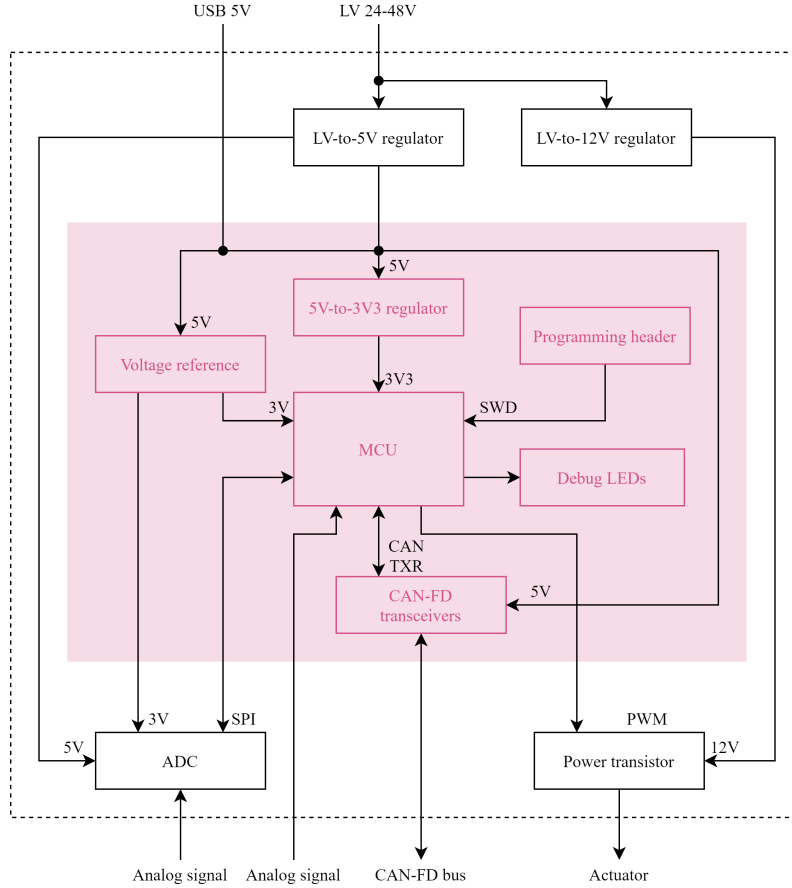 USB 5V
LV 24-48V
LV-to-5V regulator
LV-to-12V regulator
5V
5V-to-3V3 regulator
5V
Programming header
Voltage reference
3V3
3V
SWD
MCU
Debug LEDs
CAN
TXR
CAN-FD
transceivers
5V
3V
SPI
PWM
5V
ADC
Power transistor
12V
Analog signal
Analog signal
CAN-FD bus
Actuator